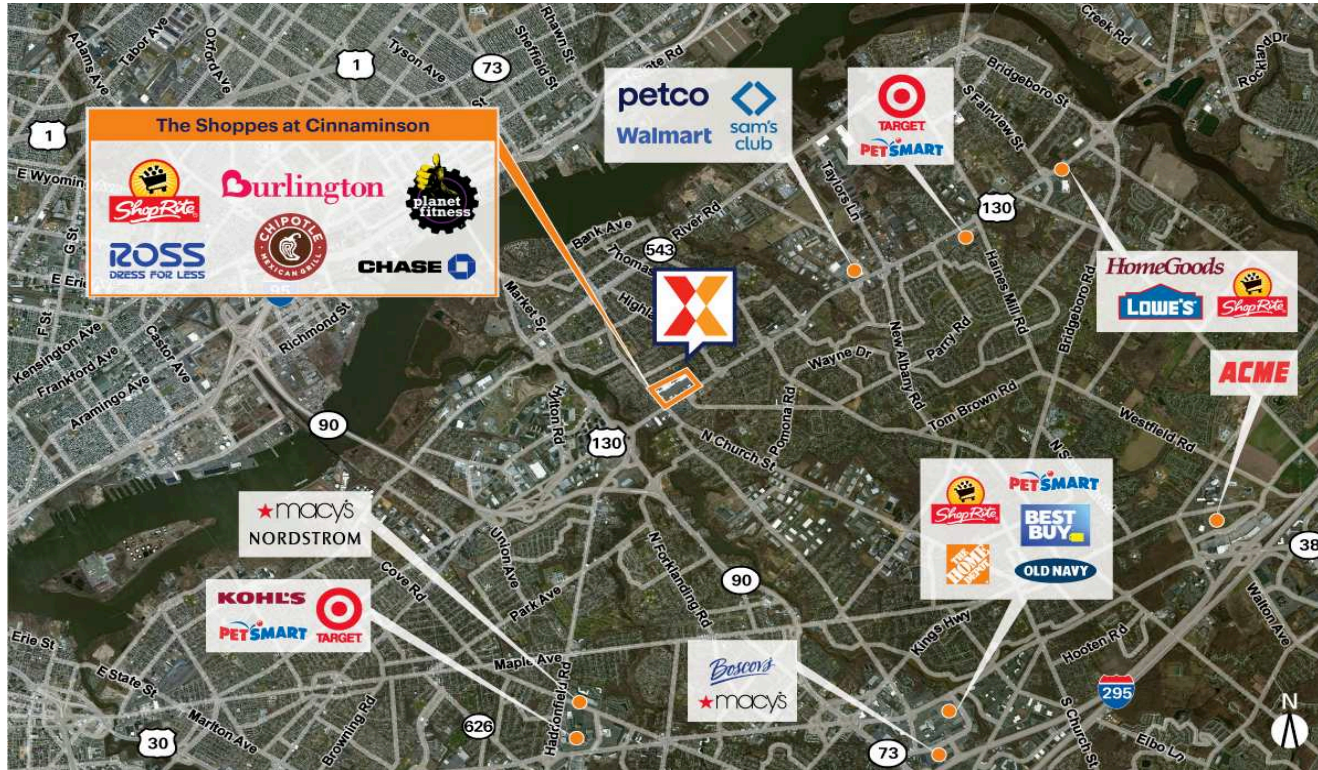 Adams Ave
Tabor Ave
Oxford Ave
1
Tyson Ave
73
Sheffield St
Rhawn St
Creek Rd
Rockland Dr
Bridgeboro St
S Fairview St
1
The Shoppes at Cinnaminson
ShopRite
Burlington
planet
fitness
ROSS
DRESS FOR LESS
CHIPOTLE
MEXICAN GRILL
CHASE
petco
Walmart
sam's
club
TARGET
PETSMART
Taylors Ln
130
River Rd
Bank Ave
543
HomeGoods
LOWE'S
ShopRite
G St
F St
95
Richmond St
Castor Ave
Kensington Ave
Frankford Ave
Aramingo Ave
Market St
Haines Mill Rd
Bridgeboro Rd
New Albany Rd
Parry Rd
Wayne Dr
Tom Brown Rd
ACME
Westfield Rd
90
Hylton Rd
130
N Church St
Pomona Rd
ShopRite
PETSMART
BEST
BUY
THE
HOME
DEPOT
OLD NAVY
38
Walton Ave
macy's
NORDSTROM
Union Ave
Park Ave
Cove Rd
N Forklanding Rd
90
Kings Hwy
Hooten Rd
KOHL'S
PETSMART
TARGET
Erie St
E State St
Maple Ave
Haddonfield Rd
Boscov's
macy's
295
S Church St
Elbo Ln
N
30
Marlton Ave
Browning Rd
626
73